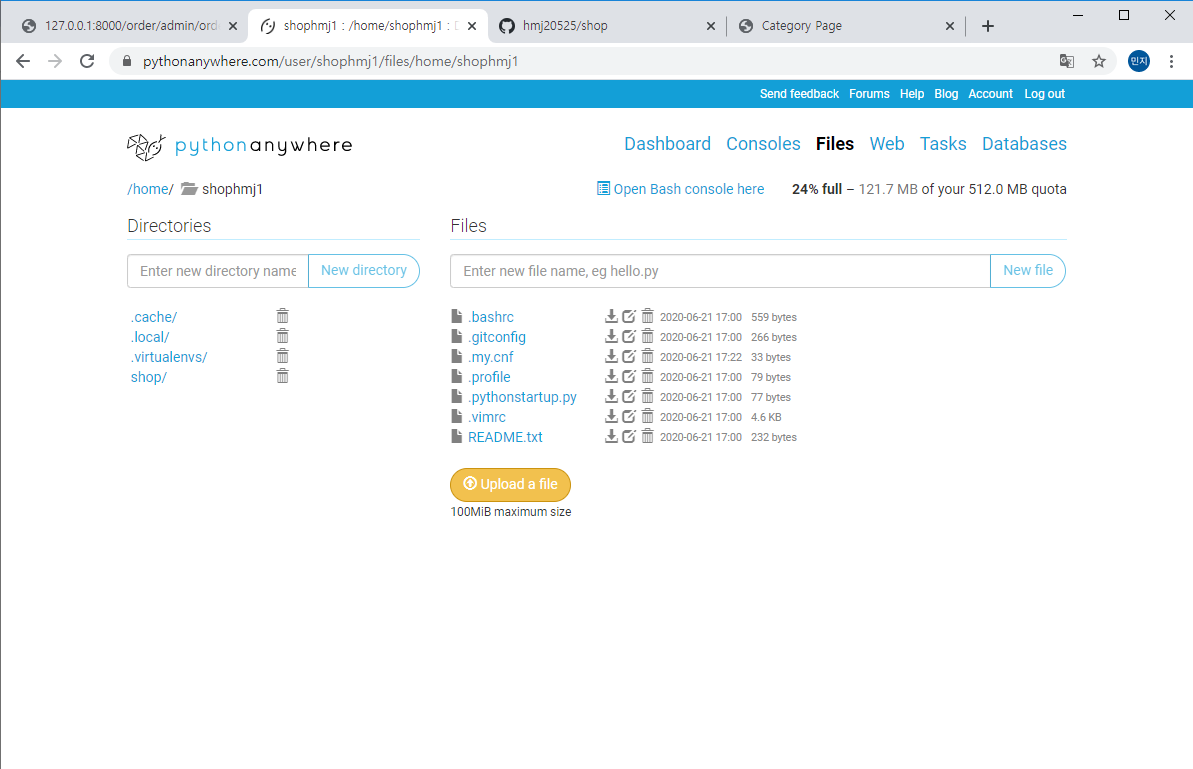 127.0.0.1:8000/order/admin/orde
shophmj1 : /home/shophmj1 :
hmj20525/shop
Category Page
pythonanywhere.com/user/shophmj1/files/home/shophmj1
민지
Send feedback Forums Help Blog Account Log out
pythonanywhere
Dashboard Consoles Files Web Tasks Databases
/home/ shophmj1
Open Bash console here 24% full – 121.7 MB of your 512.0 MB quota
Directories
Enter new directory name New directory
.cache/
.local/
.virtualenvs/
shop/
Files
Enter new file name, eg hello.py New file
.bashrc 2020-06-21 17:00 559 bytes
.gitconfig 2020-06-21 17:00 266 bytes
.my.cnf 2020-06-21 17:22 33 bytes
.profile 2020-06-21 17:00 79 bytes
.pythonstartup.py 2020-06-21 17:00 77 bytes
.vimrc 2020-06-21 17:00 4.6 KB
README.txt 2020-06-21 17:00 232 bytes
Upload a file
100MiB maximum size